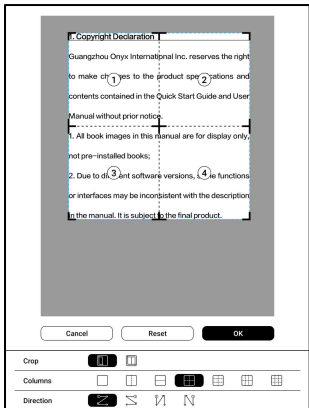 1. Copyright Declaration
Guangzhou Onyx International Inc. reserves the right
to make changes to the product specifications and
contents contained in the Quick Start Guide and User
Manual without prior notice.
1. All book images in this manual are for display only,
not pre-installed books;
2. Due to different software versions, some functions
or interfaces may be inconsistent with the description
in the manual. It is subject to the final product.
1
2
3
4
Cancel Reset OK
Crop
Columns
Direction